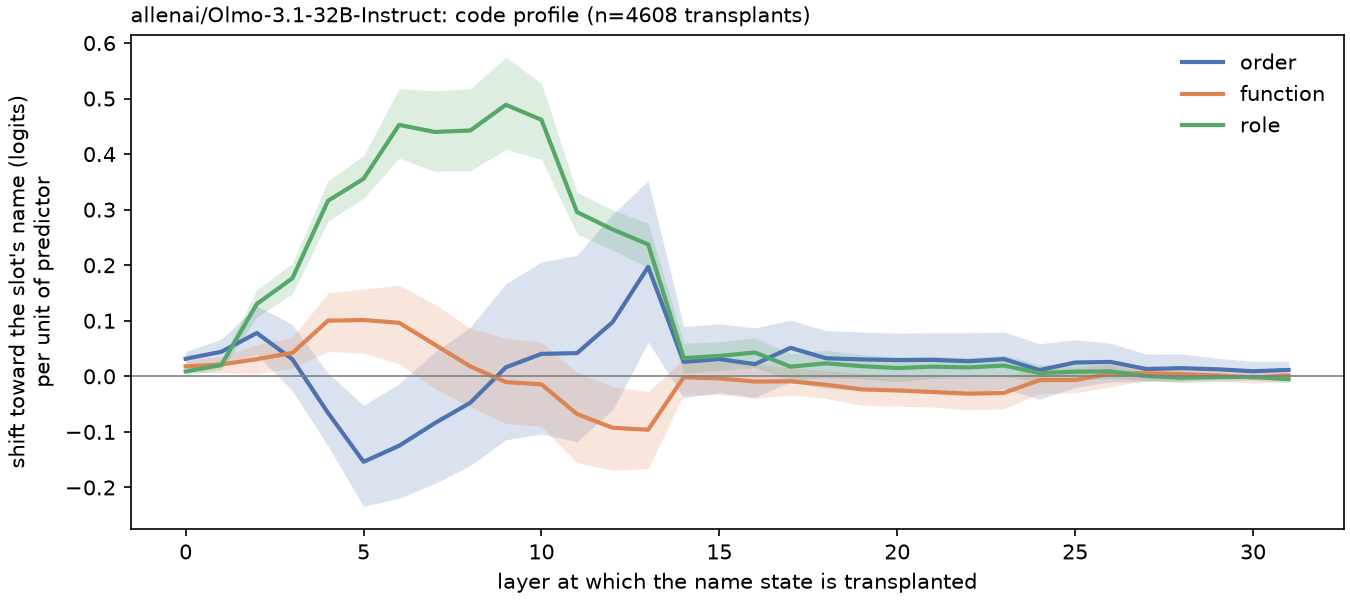 allenai/Olmo-3.1-32B-Instruct: code profile (n=4608 transplants)
shift toward the slot's name (logits)
per unit of predictor
0.6
0.5
0.4
0.3
0.2
0.1
0.0
−0.1
−0.2
order
function
role
0
5
10
15
20
25
30
layer at which the name state is transplanted